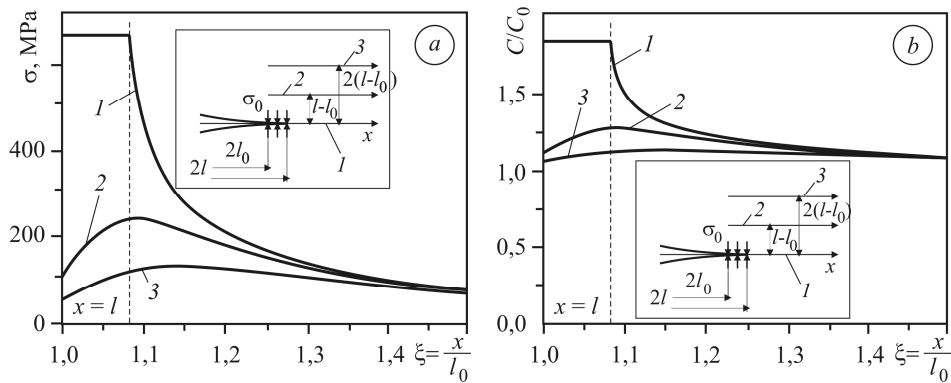 σ, MPa
400
200
0
1,0
1,1
1,2
1,3
1,4
ξ=x/l₀
x = l
1
2
3
a
3
2
2(l–l₀)
l–l₀
σ₀
x
2l₀
2l
1
C/C₀
1,5
1,0
0,5
0,0
1,0
1,1
1,2
1,3
1,4
ξ=x/l₀
x = l
1
2
3
b
3
2
2(l–l₀)
l–l₀
σ₀
x
2l₀
2l
1